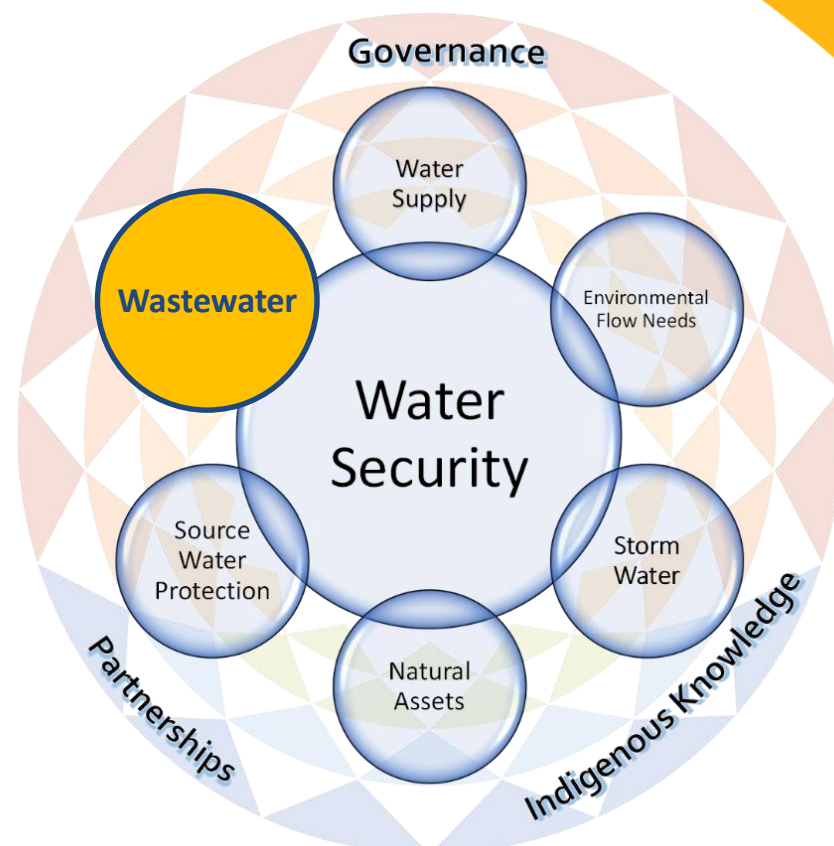 Governance
Water
Supply
Wastewater
Environmental
Flow Needs
Water
Security
Source
Water
Protection
Storm
Water
Natural
Assets
Partnerships
Indigenous Knowledge